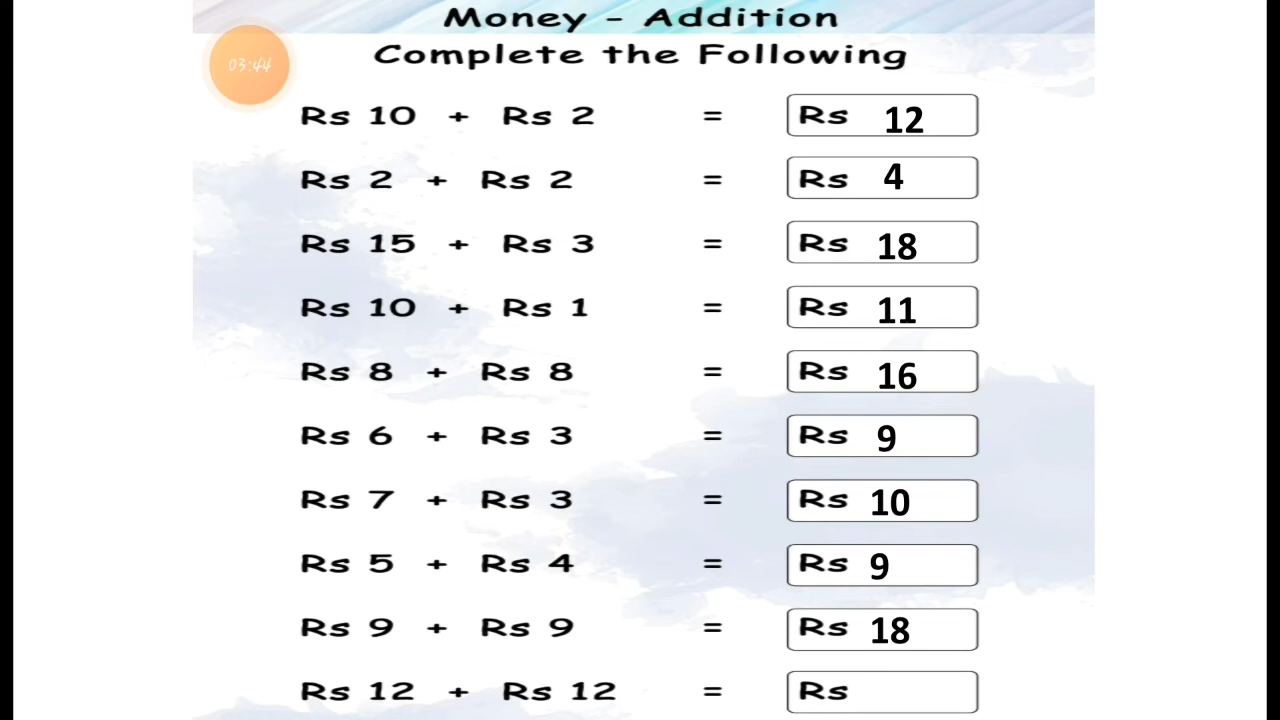 Money - Addition
Complete the Following
03:44
Rs 10 + Rs 2 = Rs 12
Rs 2 + Rs 2 = Rs 4
Rs 15 + Rs 3 = Rs 18
Rs 10 + Rs 1 = Rs 11
Rs 8 + Rs 8 = Rs 16
Rs 6 + Rs 3 = Rs 9
Rs 7 + Rs 3 = Rs 10
Rs 5 + Rs 4 = Rs 9
Rs 9 + Rs 9 = Rs 18
Rs 12 + Rs 12 = Rs